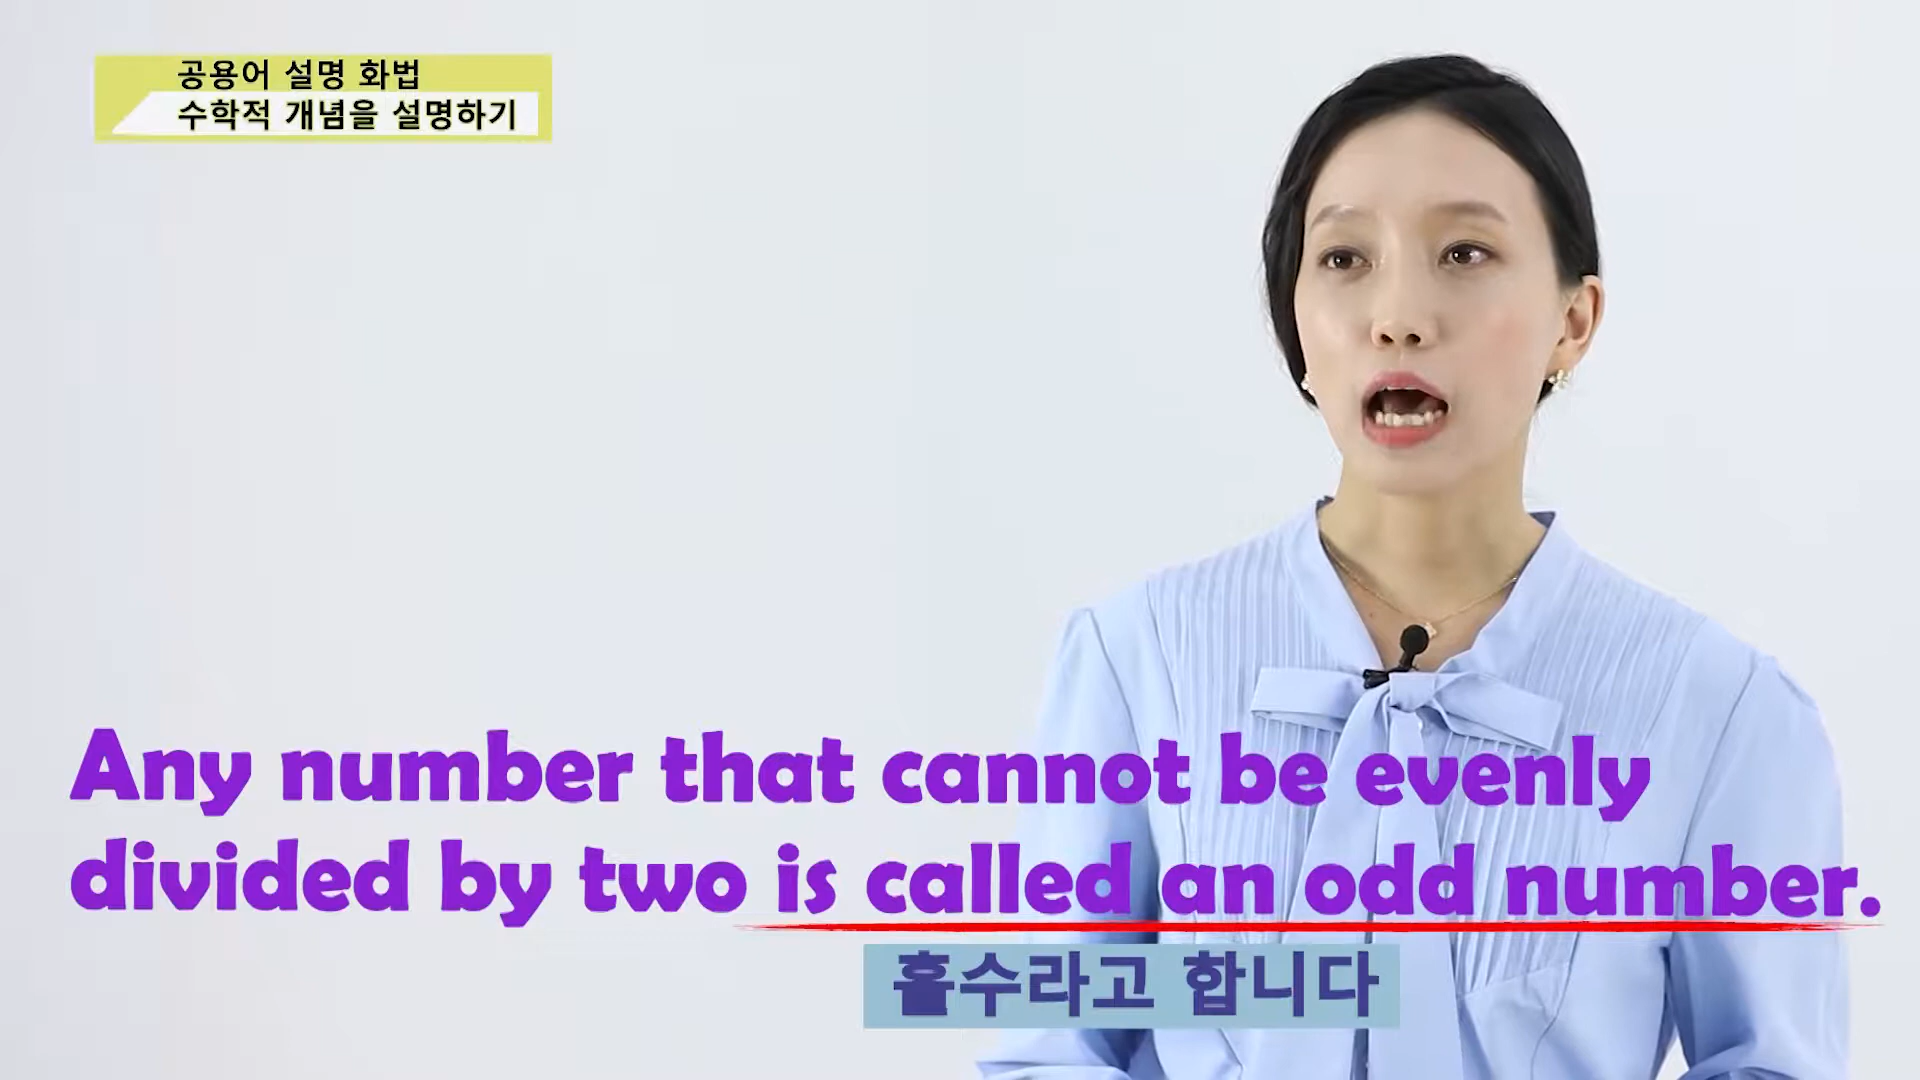 공용어 설명 화법
수학적 개념을 설명하기
Any number that cannot be evenly
divided by two is called an odd number.
홀수라고 합니다